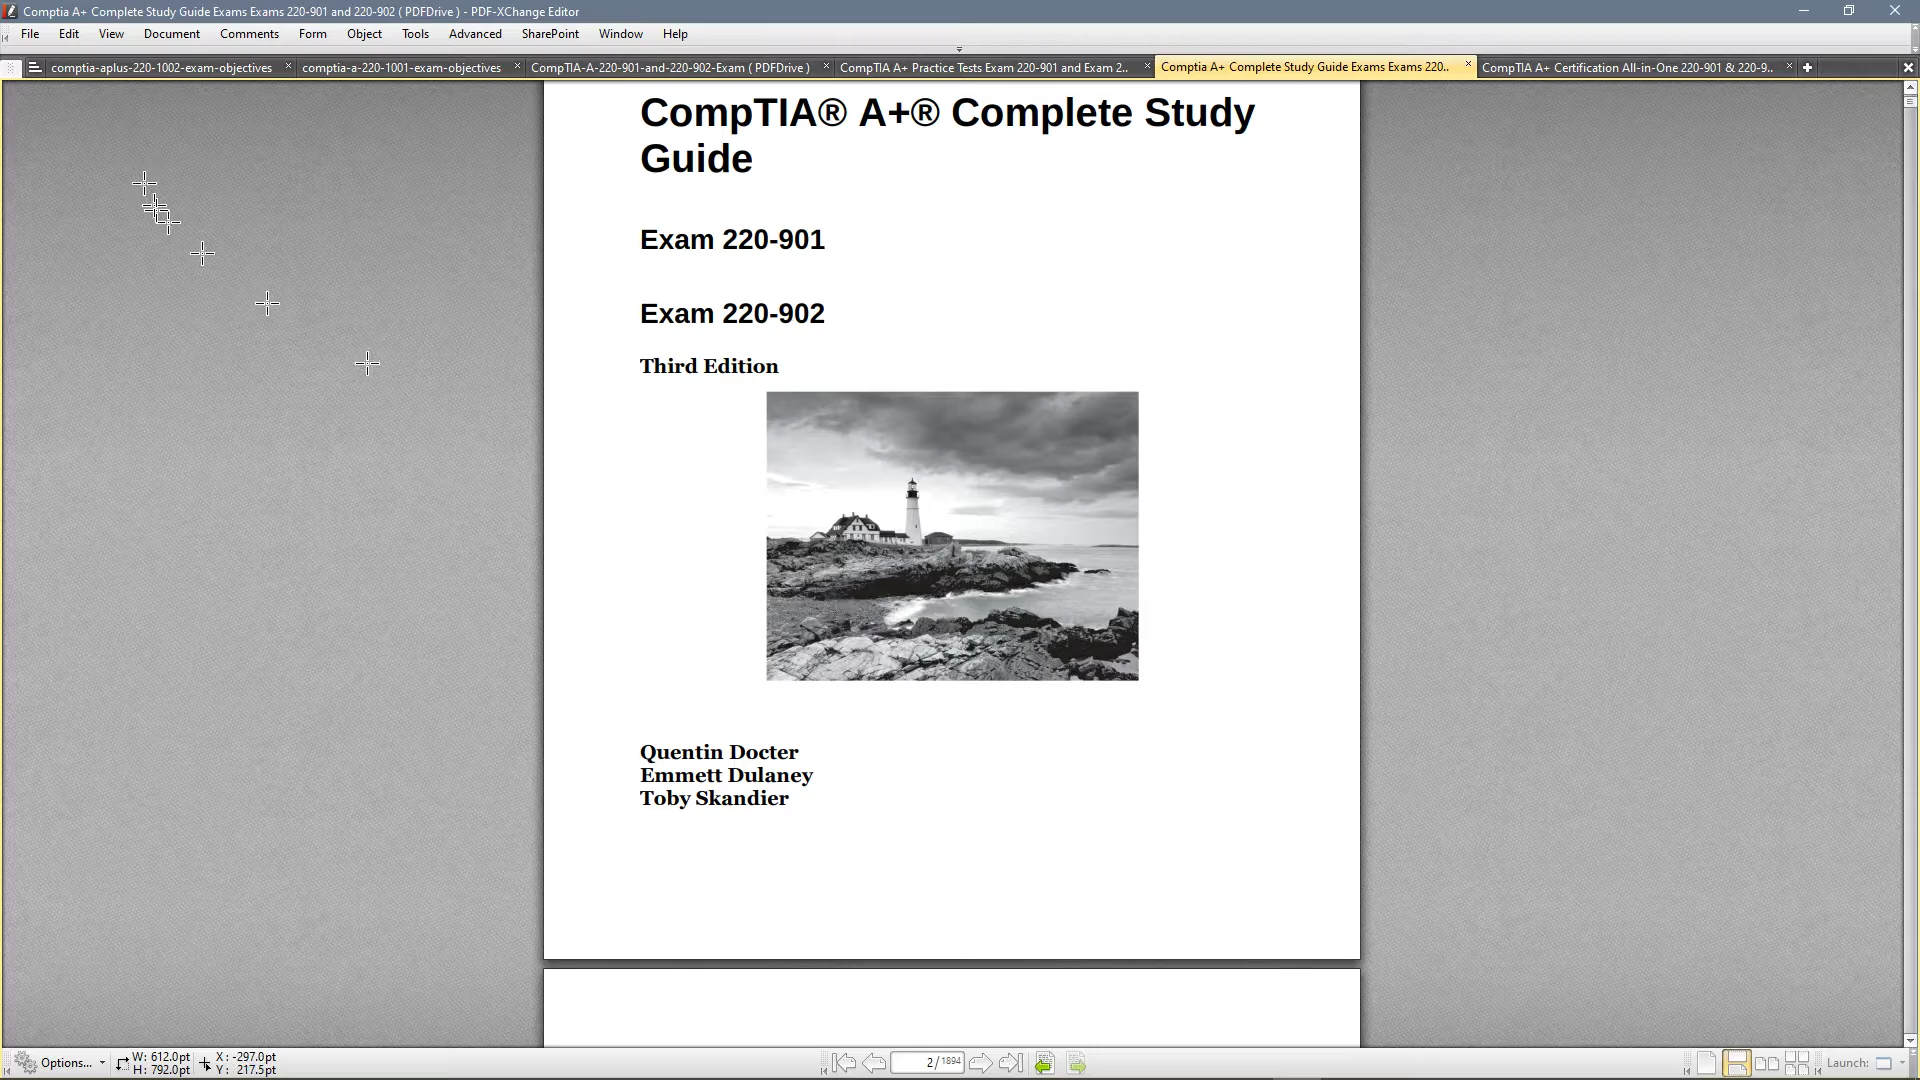 Comptia A+ Complete Study Guide Exams Exams 220-901 and 220-902 ( PDFDrive ) - PDF-XChange Editor
File Edit View Document Comments Form Object Tools Advanced SharePoint Window Help
comptia-aplus-220-1002-exam-objectives comptia-a-220-1001-exam-objectives CompTIA-A-220-901-and-220-902-Exam ( PDFDrive ) CompTIA A+ Practice Tests Exam 220-901 and Exam 2.. Comptia A+ Complete Study Guide Exams Exams 220.. CompTIA A+ Certification All-in-One 220-901 & 220-9..
CompTIA® A+® Complete Study
Guide
Exam 220-901
Exam 220-902
Third Edition
Quentin Docter
Emmett Dulaney
Toby Skandier
Options... W: 612.0pt X : -297.0pt 2 / 1894 Launch:
H: 792.0pt Y : 217.5pt